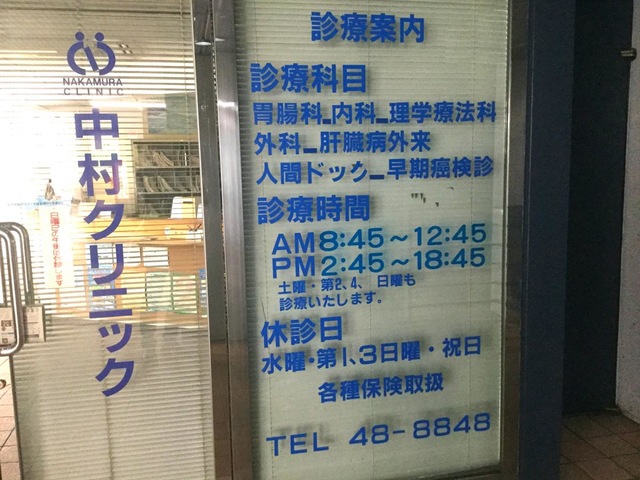 NAKAMURA
CLINIC
中村クリニック
診療案内
診療科目
胃腸科_内科_理学療法科
外科_肝臓病外来
人間ドック_早期癌検診
診療時間
AM8:45～12:45
PM2:45～18:45
土曜・第2、4、日曜も
診療いたします。
休診日
水曜・第1、3日曜・祝日
各種保険取扱
TEL 48-8848